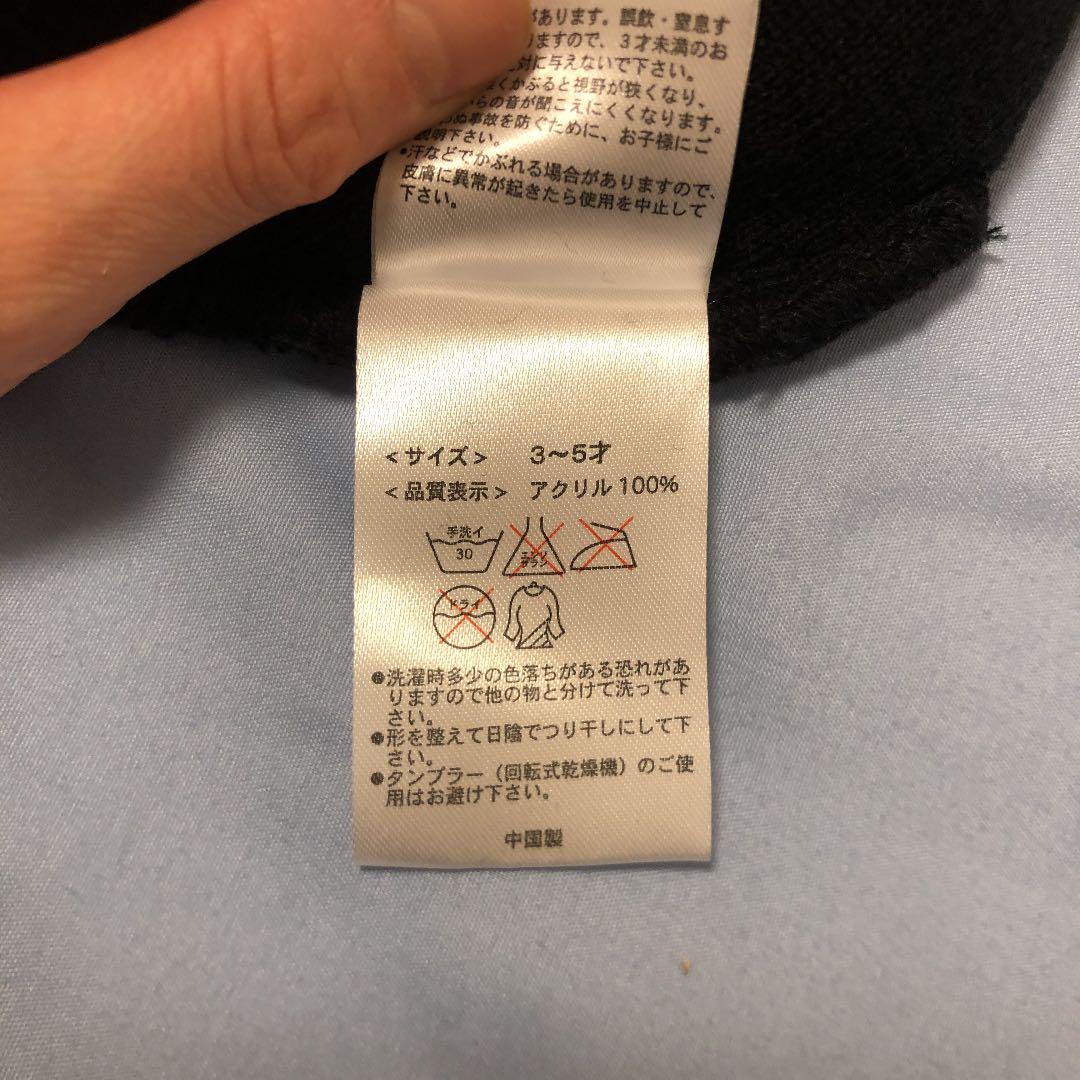 があります。誤飲・窒息す
りますので、3才未満のお
対に与えないで下さい。
かぶると視野が狭くなり、
らの音が聞こえにくくなります。
ぬ事故を防ぐために、お子様にご
説明下さい。
•汗などでかぶれる場合がありますので、
皮膚に異常が起きたら使用を中止して
下さい。
<サイズ> 3〜5才
<品質表示> アクリル100%
手洗イ
30
エンソ
サラシ
ドライ
●洗濯時多少の色落ちがある恐れがあ
りますので他の物と分けて洗って下
さい。
●形を整えて日陰でつり干しにして下
さい。
●タンブラー（回転式乾燥機）のご使
用はお避け下さい。
中国製